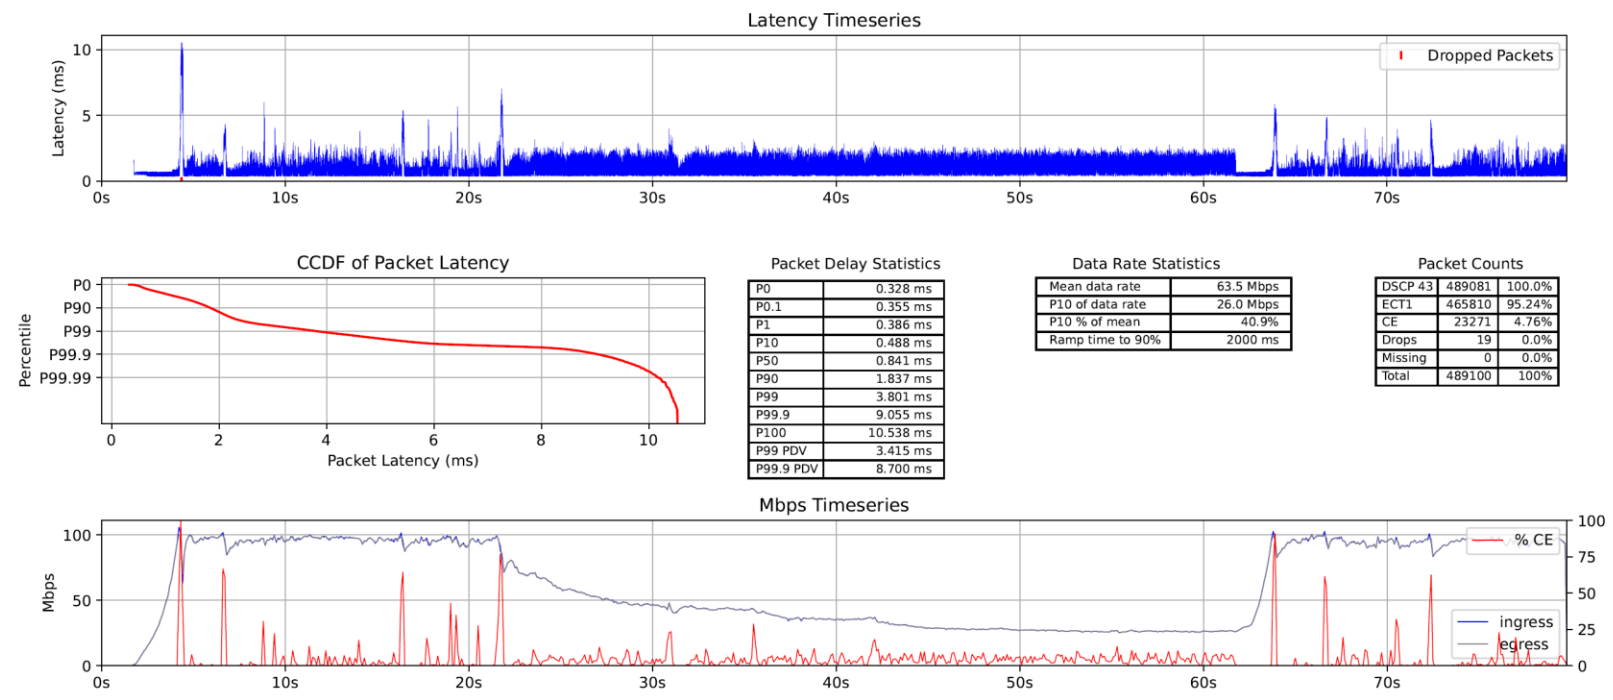 Latency Timeseries
10
5
0
Latency (ms)
Dropped Packets
0s 10s 20s 30s 40s 50s 60s 70s
CCDF of Packet Latency
P0
P90
P99
P99.9
P99.99
Percentile
0 2 4 6 8 10
Packet Latency (ms)
Packet Delay Statistics
P0 0.328 ms
P0.1 0.355 ms
P1 0.386 ms
P10 0.488 ms
P50 0.841 ms
P90 1.837 ms
P99 3.801 ms
P99.9 9.055 ms
P100 10.538 ms
P99 PDV 3.415 ms
P99.9 PDV 8.700 ms
Data Rate Statistics
Mean data rate 63.5 Mbps
P10 of data rate 26.0 Mbps
P10 % of mean 40.9%
Ramp time to 90% 2000 ms
Packet Counts
DSCP 43 489081 100.0%
ECT1 465810 95.24%
CE 23271 4.76%
Drops 19 0.0%
Missing 0 0.0%
Total 489100 100%
Mbps Timeseries
100
50
0
Mbps
% CE
ingress
egress
100
75
50
25
0
0s 10s 20s 30s 40s 50s 60s 70s